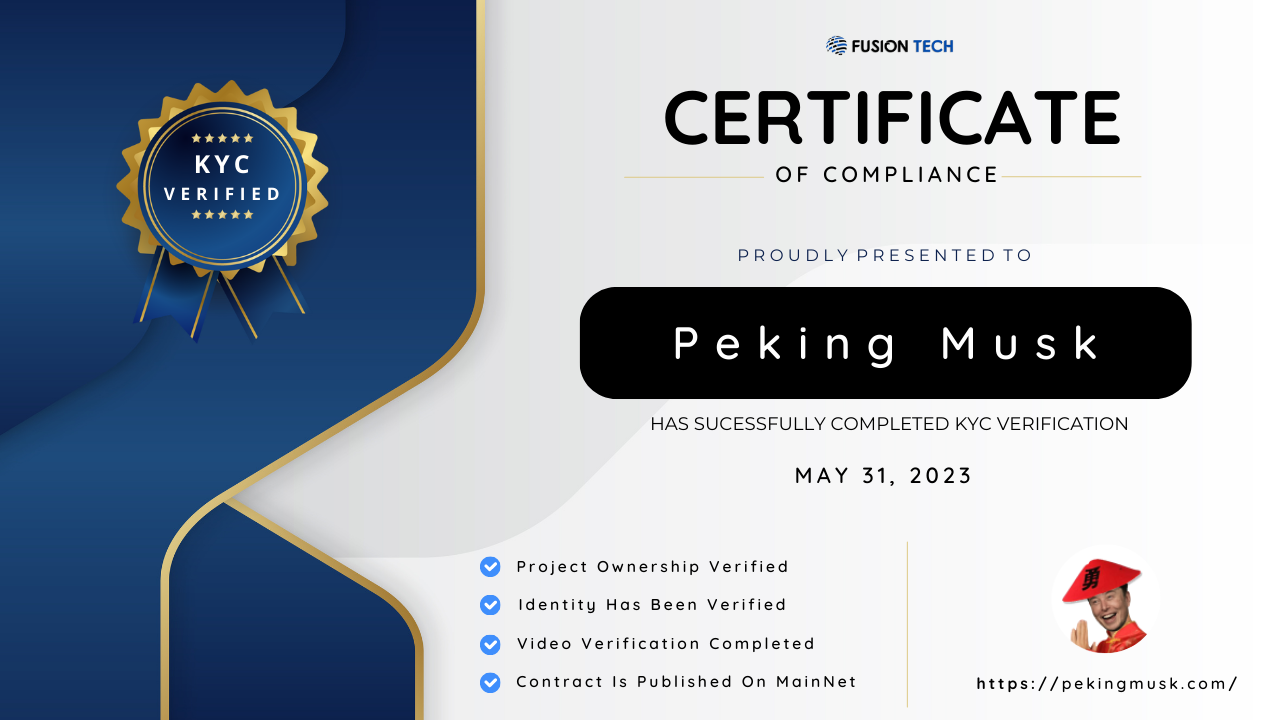 FUSION TECH
CERTIFICATE
OF COMPLIANCE
KYC
VERIFIED
PROUDLY PRESENTED TO
Peking Musk
HAS SUCESSFULLY COMPLETED KYC VERIFICATION
MAY 31, 2023
Project Ownership Verified
Identity Has Been Verified
Video Verification Completed
Contract Is Published On MainNet
勇
https://pekingmusk.com/